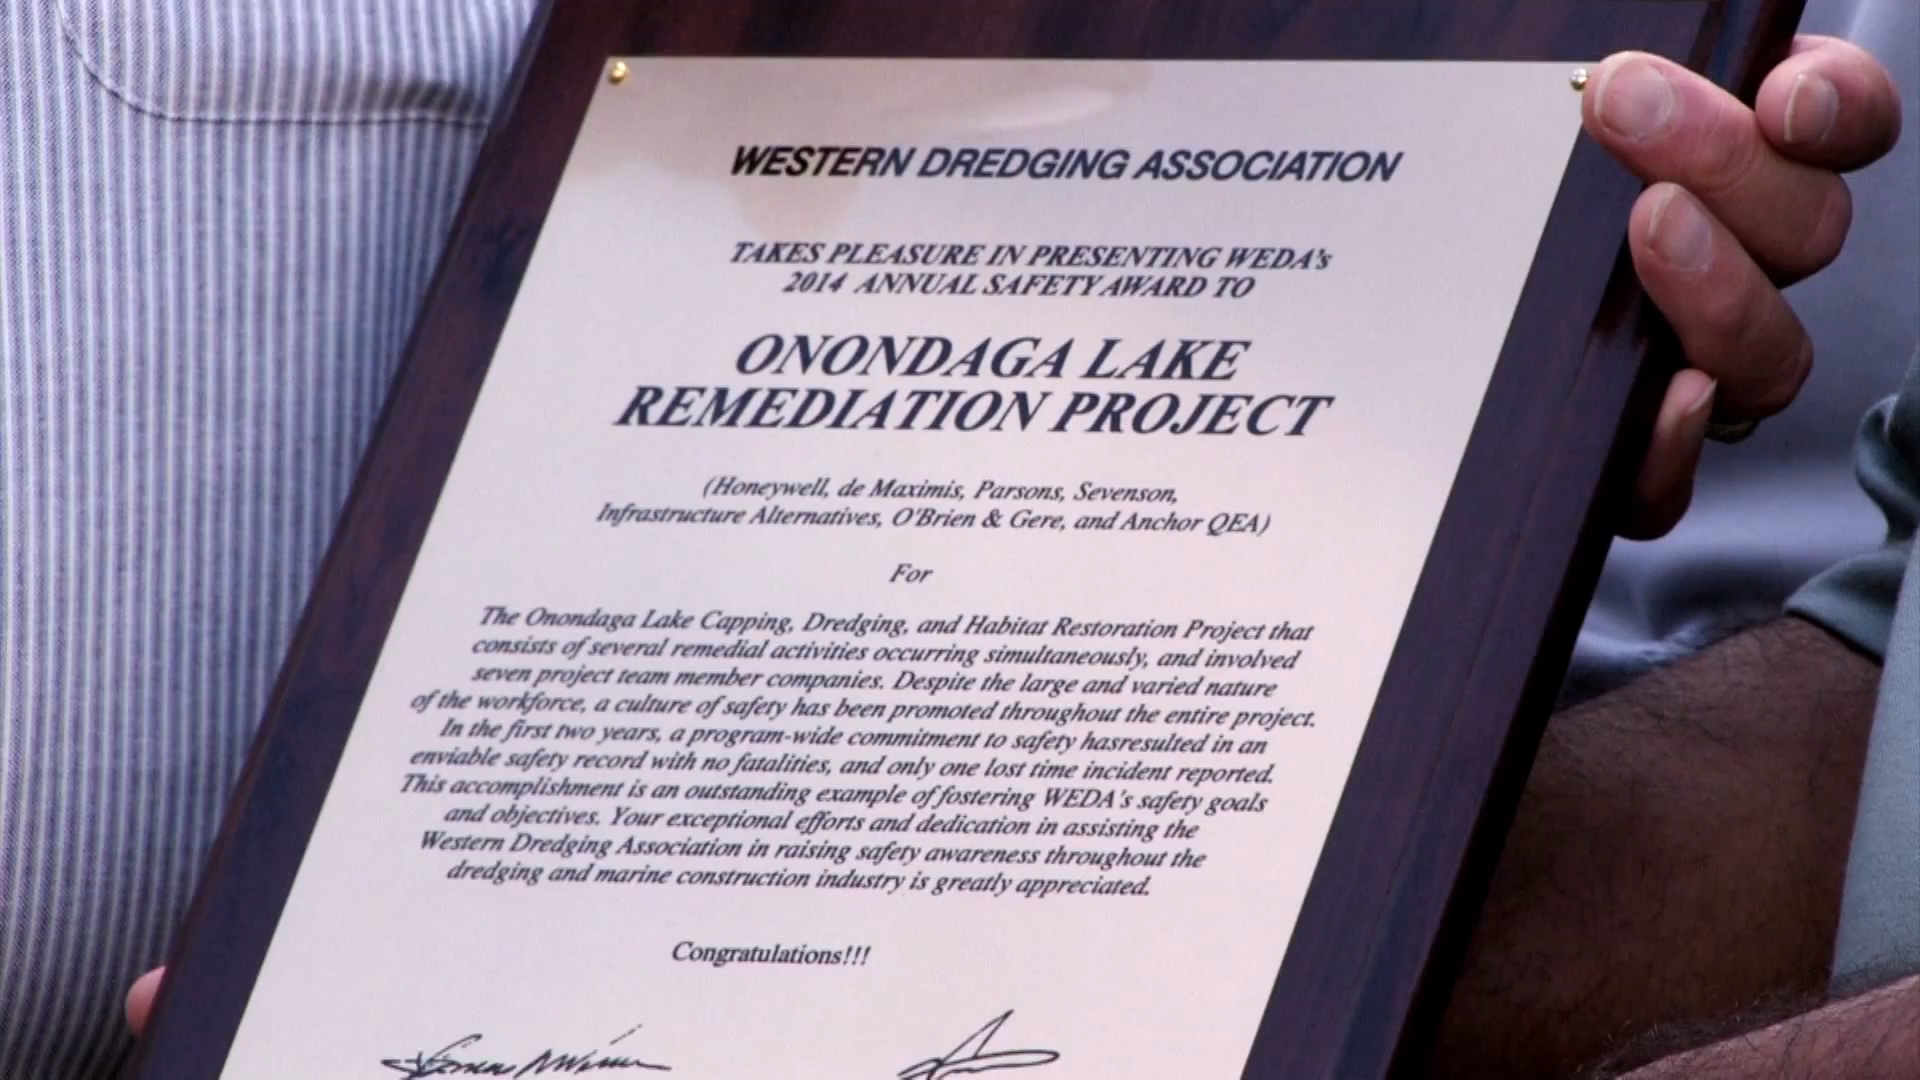 WESTERN DREDGING ASSOCIATION
TAKES PLEASURE IN PRESENTING WEDA's
2014 ANNUAL SAFETY AWARD TO
ONONDAGA LAKE
REMEDIATION PROJECT
(Honeywell, de Maximis, Parsons, Sevenson,
Infrastructure Alternatives, O'Brien & Gere, and Anchor QEA)
For
The Onondaga Lake Capping, Dredging, and Habitat Restoration Project that
consists of several remedial activities occurring simultaneously, and involved
seven project team member companies. Despite the large and varied nature
of the workforce, a culture of safety has been promoted throughout the entire project.
In the first two years, a program-wide commitment to safety hasresulted in an
enviable safety record with no fatalities, and only one lost time incident reported.
This accomplishment is an outstanding example of fostering WEDA's safety goals
and objectives. Your exceptional efforts and dedication in assisting the
Western Dredging Association in raising safety awareness throughout the
dredging and marine construction industry is greatly appreciated.
Congratulations!!!